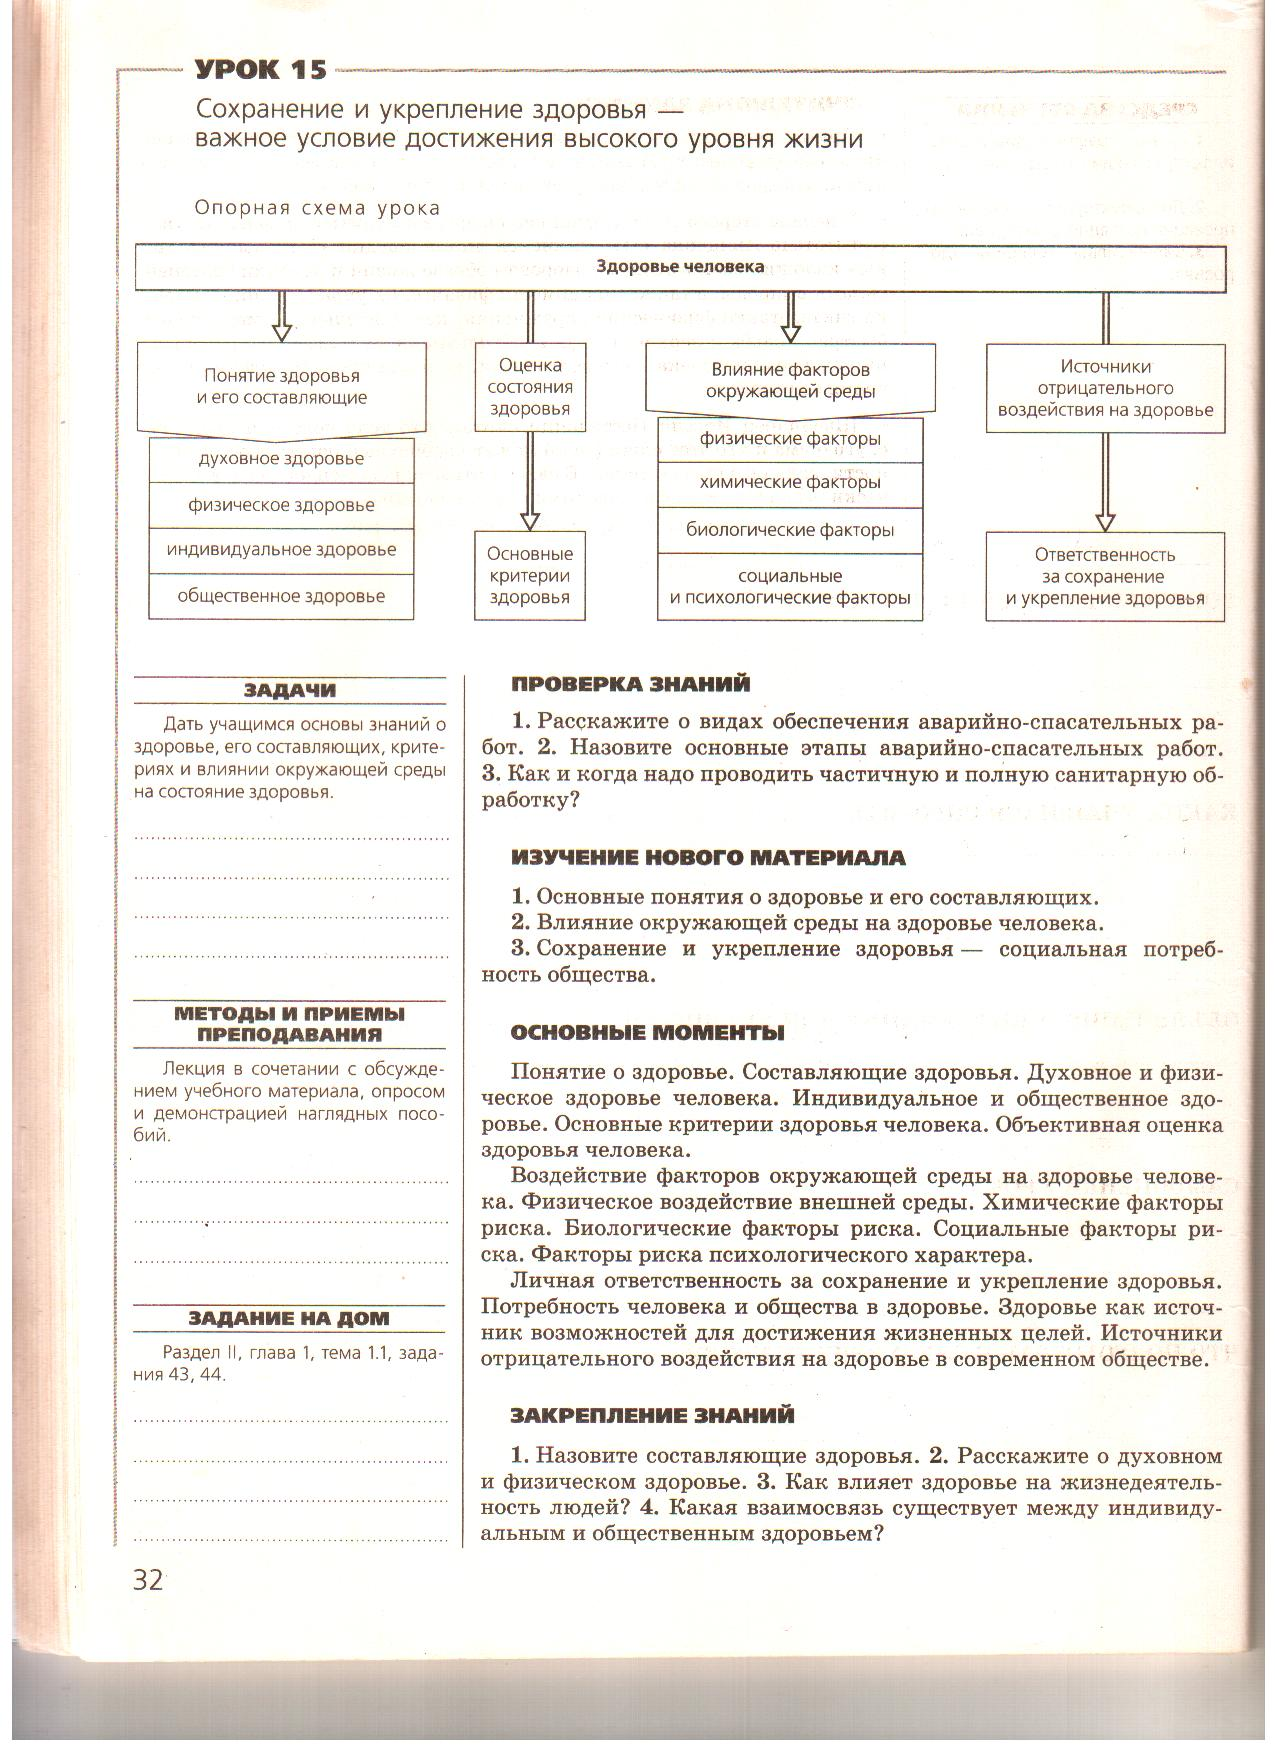 УРОК 15
Сохранение и укрепление здоровья —
важное условие достижения высокого уровня жизни
Опорная схема урока
Здоровье человека
Понятие здоровья
и его составляющие
духовное здоровье
физическое здоровье
индивидуальное здоровье
общественное здоровье
Оценка
состояния
здоровья
Основные
критерии
здоровья
Влияние факторов
окружающей среды
физические факторы
химические факторы
биологические факторы
социальные
и психологические факторы
Источники
отрицательного
воздействия на здоровье
Ответственность
за сохранение
и укрепление здоровья
ЗАДАЧИ
Дать учащимся основы знаний о
здоровье, его составляющих, крите-
риях и влиянии окружающей среды
на состояние здоровья.
МЕТОДЫ И ПРИЕМЫ
ПРЕПОДАВАНИЯ
Лекция в сочетании с обсужде-
нием учебного материала, опросом
и демонстрацией наглядных посо-
бий.
ЗАДАНИЕ НА ДОМ
Раздел II, глава 1, тема 1.1, зада-
ния 43, 44.
ПРОВЕРКА ЗНАНИЙ
1. Расскажите о видах обеспечения аварийно-спасательных ра-
бот. 2. Назовите основные этапы аварийно-спасательных работ.
3. Как и когда надо проводить частичную и полную санитарную об-
работку?
ИЗУЧЕНИЕ НОВОГО МАТЕРИАЛА
1. Основные понятия о здоровье и его составляющих.
2. Влияние окружающей среды на здоровье человека.
3. Сохранение и укрепление здоровья — социальная потреб-
ность общества.
ОСНОВНЫЕ МОМЕНТЫ
Понятие о здоровье. Составляющие здоровья. Духовное и физи-
ческое здоровье человека. Индивидуальное и общественное здо-
ровье. Основные критерии здоровья человека. Объективная оценка
здоровья человека.
Воздействие факторов окружающей среды на здоровье челове-
ка. Физическое воздействие внешней среды. Химические факторы
риска. Биологические факторы риска. Социальные факторы ри-
ска. Факторы риска психологического характера.
Личная ответственность за сохранение и укрепление здоровья.
Потребность человека и общества в здоровье. Здоровье как источ-
ник возможностей для достижения жизненных целей. Источники
отрицательного воздействия на здоровье в современном обществе.
ЗАКРЕПЛЕНИЕ ЗНАНИЙ
1. Назовите составляющие здоровья. 2. Расскажите о духовном
и физическом здоровье. 3. Как влияет здоровье на жизнедеятель-
ность людей? 4. Какая взаимосвязь существует между индивиду-
альным и общественным здоровьем?
32